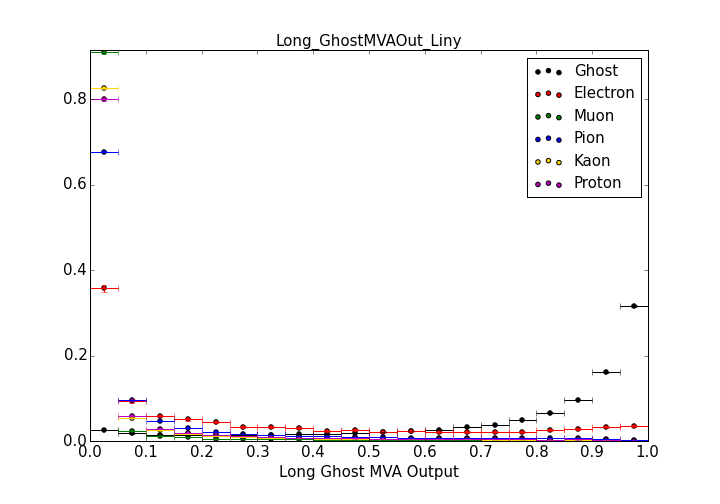 Long_GhostMVAOut_Liny
Ghost
Electron
Muon
Pion
Kaon
Proton
0.8
0.6
0.4
0.2
0.0
0.0 0.1 0.2 0.3 0.4 0.5 0.6 0.7 0.8 0.9 1.0
Long Ghost MVA Output